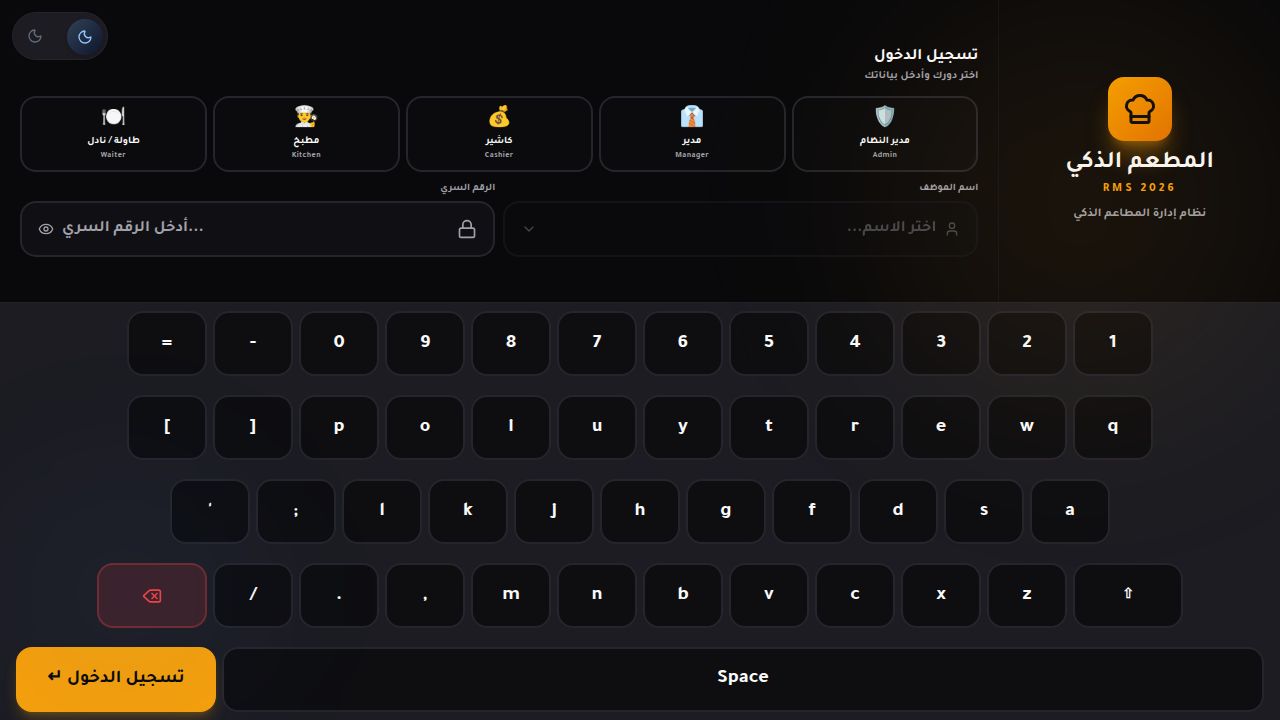 المطعم الذكي
RMS 2026
نظام إدارة المطاعم الذكي
تسجيل الدخول
اختر دورك وأدخل بياناتك
مدير النظام
Admin
مدير
Manager
كاشير
Cashier
مطبخ
Kitchen
طاولة / نادل
Waiter
اسم الموظف
اختر الاسم...
الرقم السري
أدخل الرقم السري...
1 2 3 4 5 6 7 8 9 0 - =
q w e r t y u i o p ] [
a s d f g h j k l ; '
⇧ z x c v b n m , . /
Space
تسجيل الدخول ↵